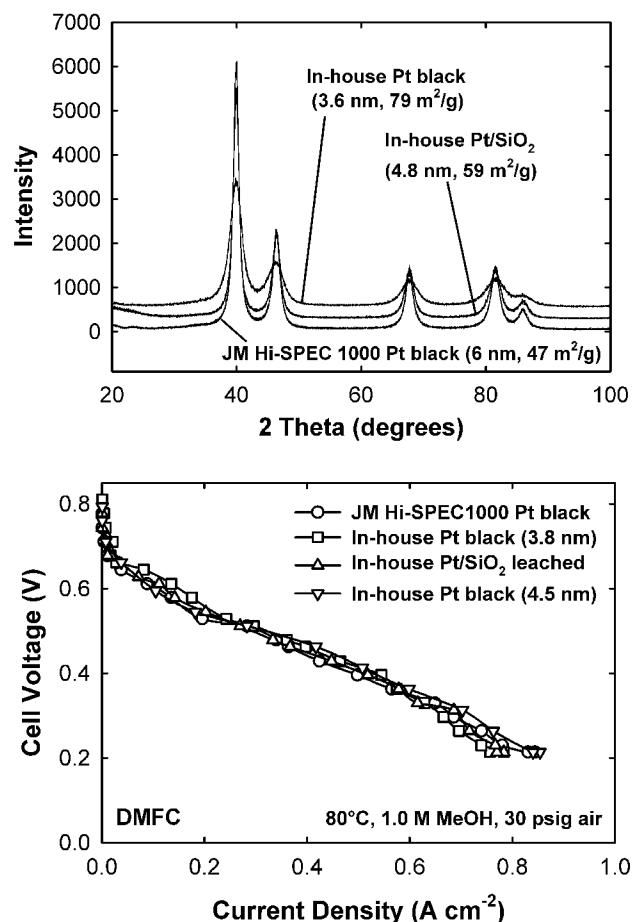 7000
6000
5000
4000
3000
2000
1000
0
Intensity
In-house Pt black
(3.6 nm, 79 m²/g)
In-house Pt/SiO₂
(4.8 nm, 59 m²/g)
JM Hi-SPEC 1000 Pt black (6 nm, 47 m²/g)
20 40 60 80 100
2 Theta (degrees)
0.8
0.6
0.4
0.2
0.0
Cell Voltage (V)
JM Hi-SPEC1000 Pt black
In-house Pt black (3.8 nm)
In-house Pt/SiO₂ leached
In-house Pt black (4.5 nm)
DMFC
80°C, 1.0 M MeOH, 30 psig air
0.0 0.2 0.4 0.6 0.8 1.0
Current Density (A cm⁻²)